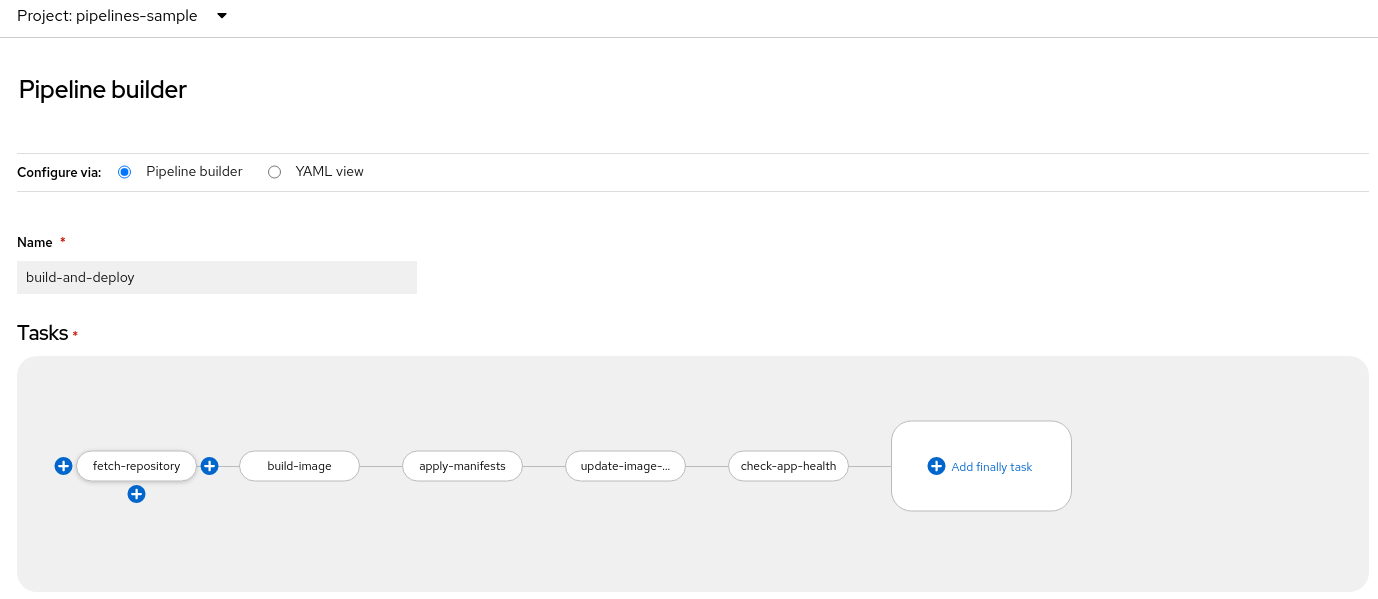 Project: pipelines-sample
Pipeline builder
Configure via: Pipeline builder YAML view
Name *
build-and-deploy
Tasks *
fetch-repository build-image apply-manifests update-image-... check-app-health Add finally task